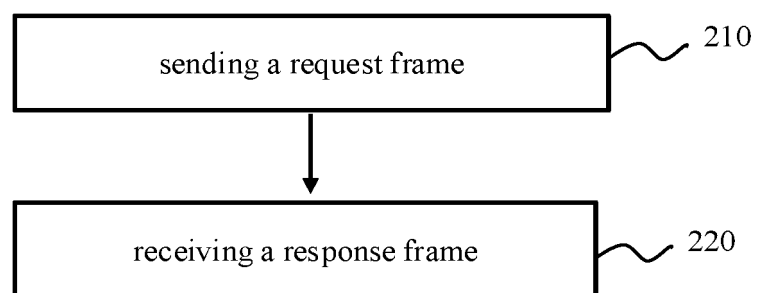 sending a request frame
210
receiving a response frame
220